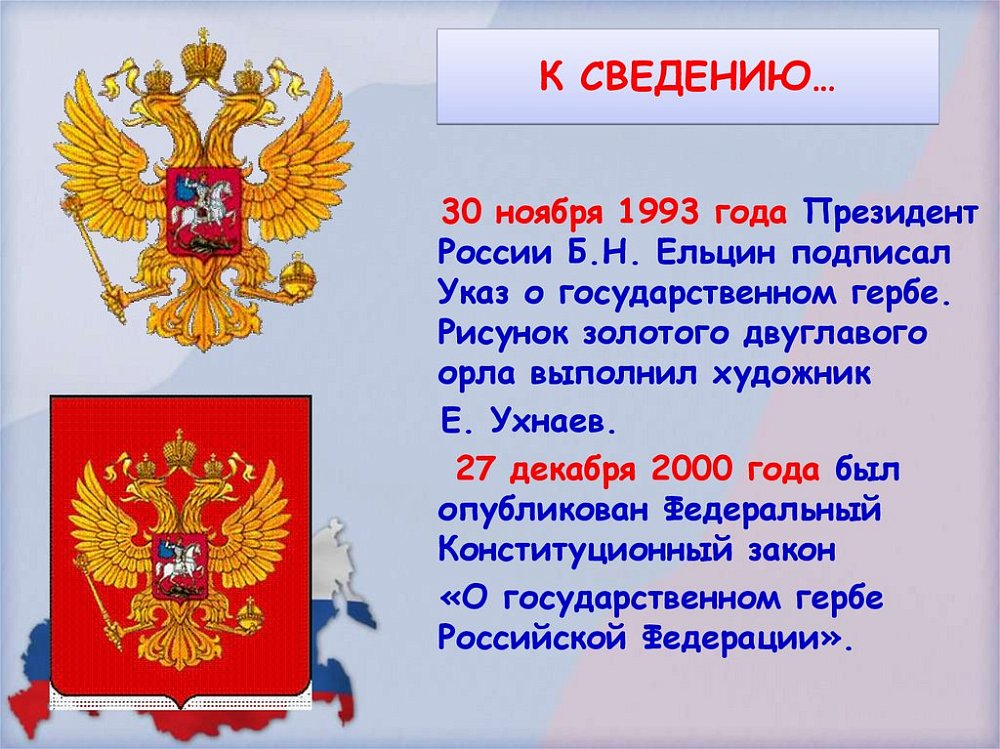 К СВЕДЕНИЮ…
30 ноября 1993 года Президент
России Б.Н. Ельцин подписал
Указ о государственном гербе.
Рисунок золотого двуглавого
орла выполнил художник
Е. Ухнаев.
27 декабря 2000 года был
опубликован Федеральный
Конституционный закон
«О государственном гербе
Российской Федерации».